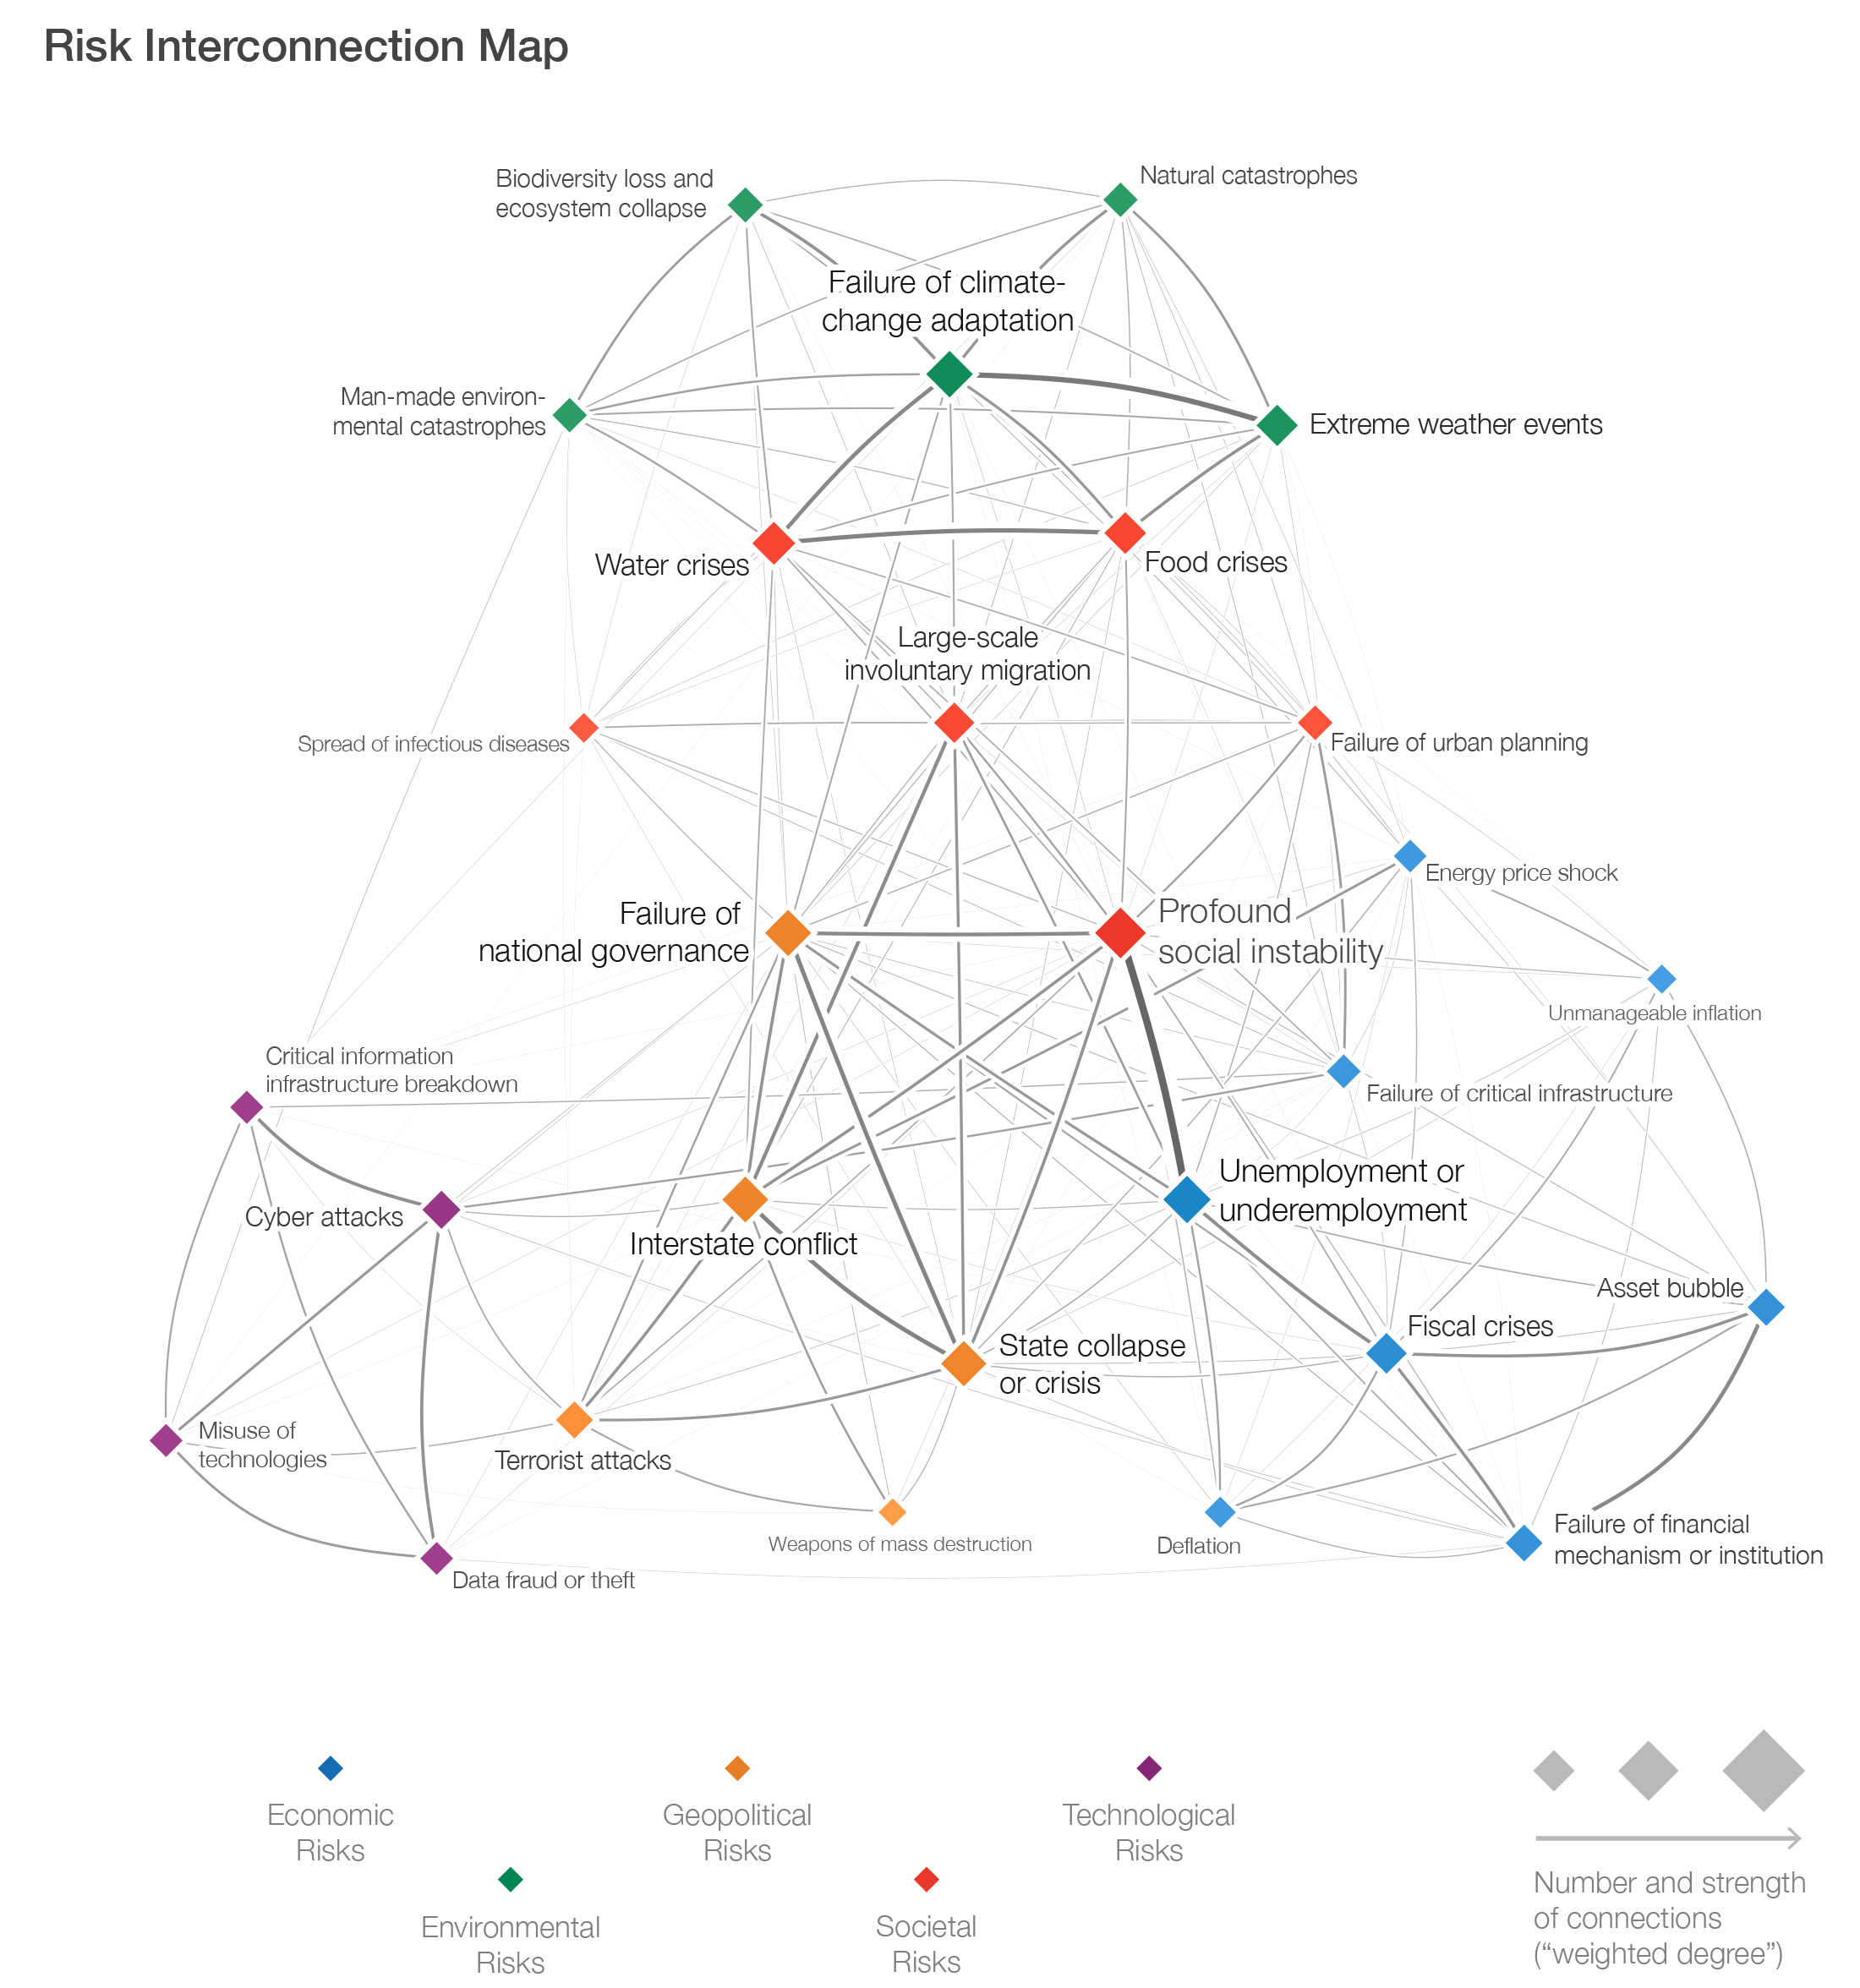 Risk Interconnection Map
Biodiversity loss and
ecosystem collapse
Natural catastrophes
Failure of climate-
change adaptation
Man-made environ-
mental catastrophes
Extreme weather events
Water crises
Food crises
Large-scale
involuntary migration
Spread of infectious diseases
Failure of urban planning
Energy price shock
Failure of
national governance
Profound
social instability
Unmanageable inflation
Critical information
infrastructure breakdown
Failure of critical infrastructure
Cyber attacks
Interstate conflict
Unemployment or
underemployment
Asset bubble
Fiscal crises
State collapse
or crisis
Misuse of
technologies
Terrorist attacks
Weapons of mass destruction
Deflation
Failure of financial
mechanism or institution
Data fraud or theft
Economic
Risks
Geopolitical
Risks
Technological
Risks
Environmental
Risks
Societal
Risks
Number and strength
of connections
(“weighted degree”)